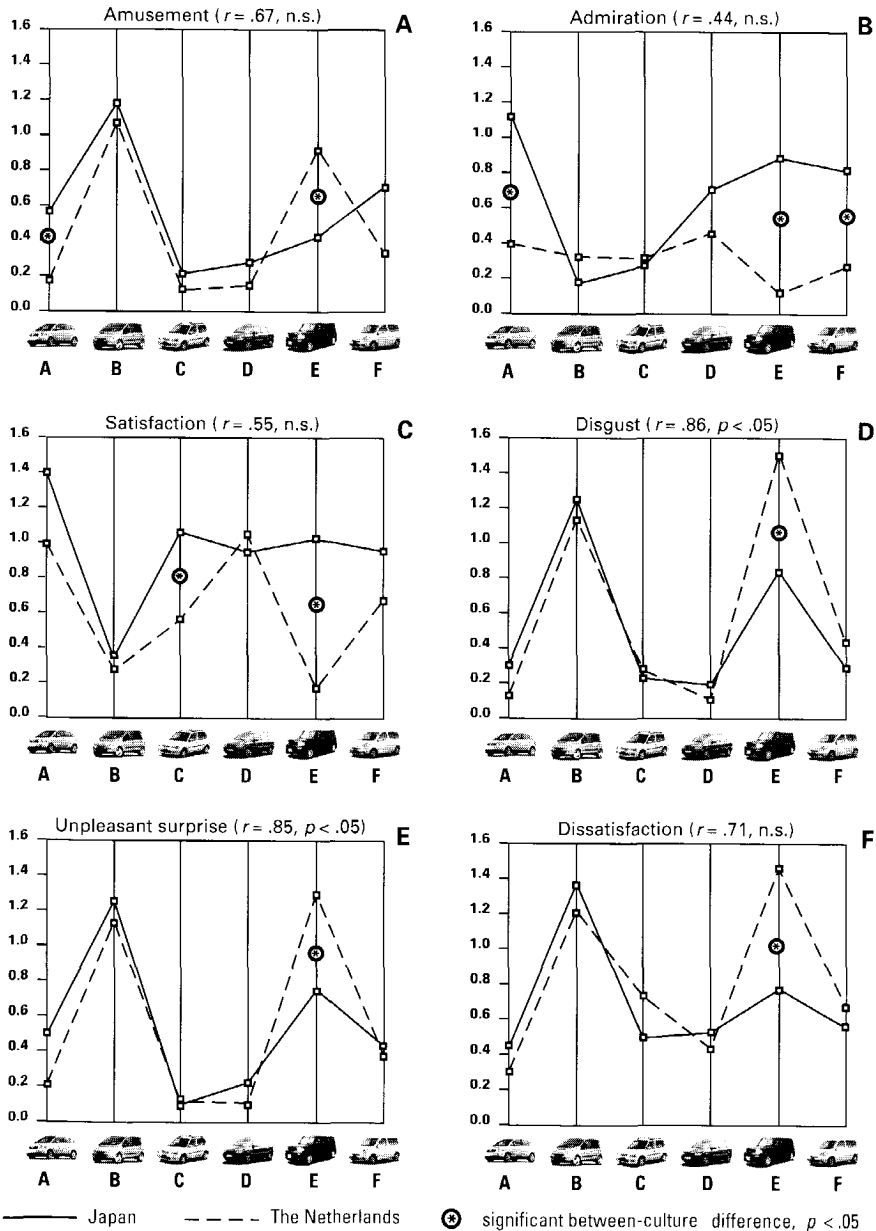 Amusement (r = .67, n.s.)
A
1.6
1.4
1.2
1.0
0.8
0.6
0.4
0.2
0.0
A B C D E F
Admiration (r = .44, n.s.)
B
1.6
1.4
1.2
1.0
0.8
0.6
0.4
0.2
0.0
A B C D E F
Satisfaction (r = .55, n.s.)
C
1.6
1.4
1.2
1.0
0.8
0.6
0.4
0.2
0.0
A B C D E F
Disgust (r = .86, p < .05)
D
1.6
1.4
1.2
1.0
0.8
0.6
0.4
0.2
0.0
A B C D E F
Unpleasant surprise (r = .85, p < .05)
E
1.6
1.4
1.2
1.0
0.8
0.6
0.4
0.2
0.0
A B C D E F
Dissatisfaction (r = .71, n.s.)
F
1.6
1.4
1.2
1.0
0.8
0.6
0.4
0.2
0.0
A B C D E F
Japan The Netherlands significant between-culture difference, p < .05